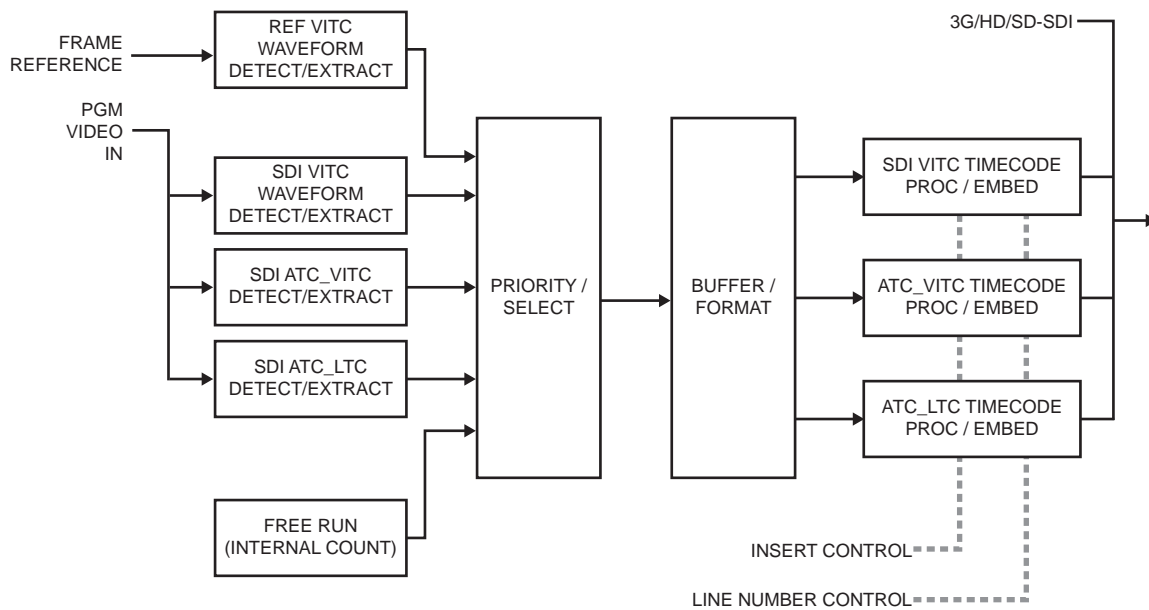 FRAME
REFERENCE
REF VITC
WAVEFORM
DETECT/EXTRACT
PGM
VIDEO
IN
SDI VITC
WAVEFORM
DETECT/EXTRACT
SDI ATC_VITC
DETECT/EXTRACT
SDI ATC_LTC
DETECT/EXTRACT
FREE RUN
(INTERNAL COUNT)
PRIORITY /
SELECT
BUFFER /
FORMAT
3G/HD/SD-SDI
SDI VITC TIMECODE
PROC / EMBED
ATC_VITC TIMECODE
PROC / EMBED
ATC_LTC TIMECODE
PROC / EMBED
INSERT CONTROL
LINE NUMBER CONTROL